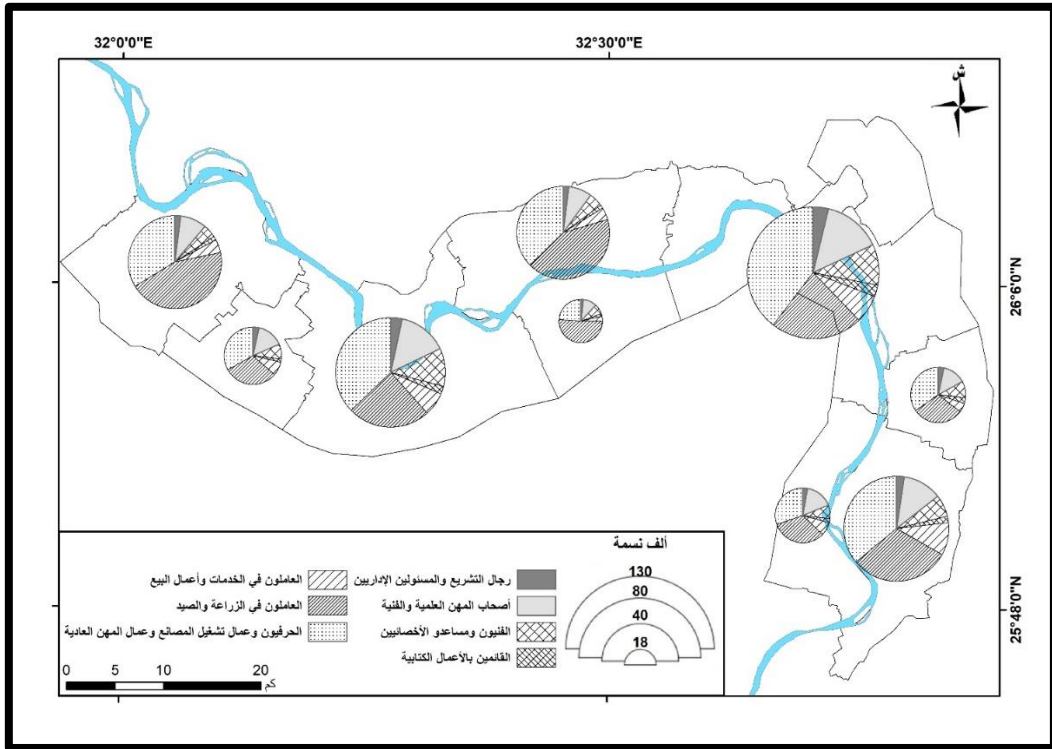 32°0'0"E
32°30'0"E
ش
26°6'0"N
25°48'0"N
ألف نسمة
130
80
40
18
رجال التشريع والمسئولين الإداريين
أصحاب المهن العلمية والفنية
الفنيون ومساعدو الأخصائيين
القائمين بالأعمال الكتابية
العاملون في الخدمات وأعمال البيع
العاملون في الزراعة والصيد
الحرفيون وعمال تشغيل المصانع وعمال المهن العادية
0 5 10 20
كم